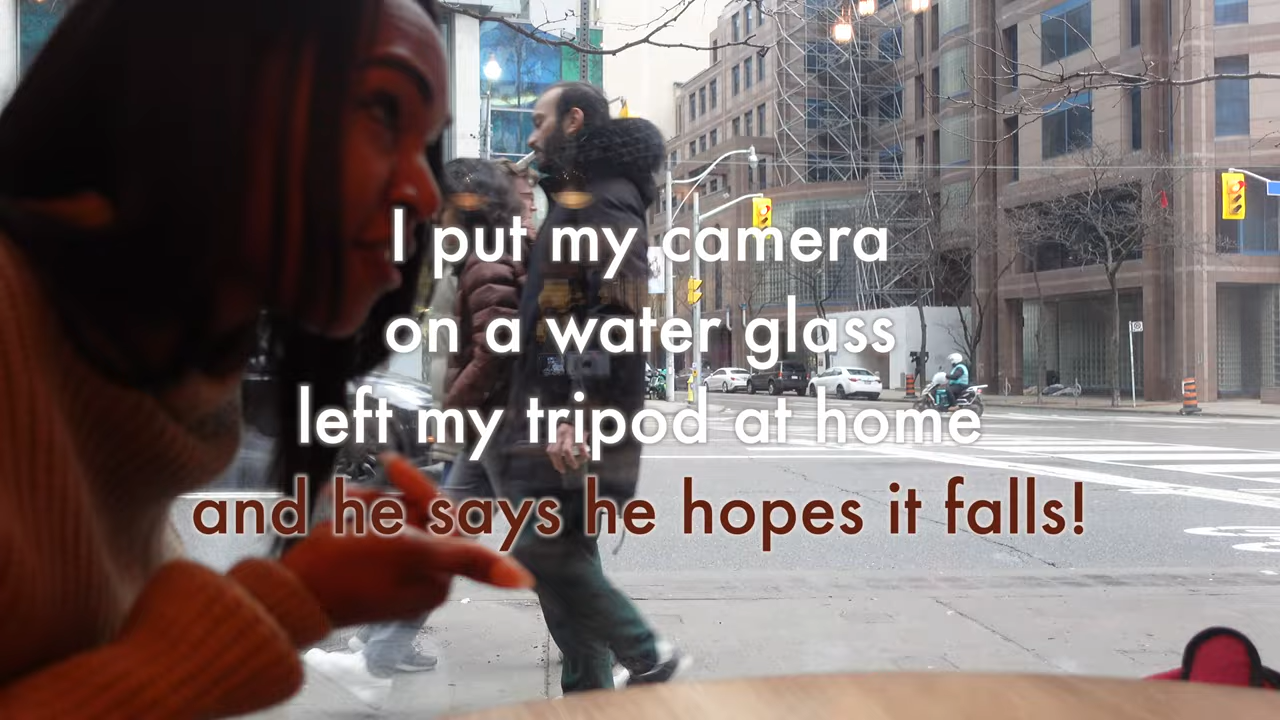 I put my camera
on a water glass
left my tripod at home
and he says he hopes it falls!